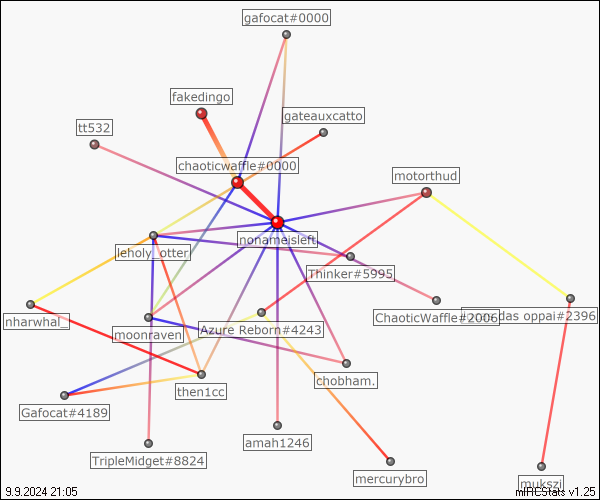 gafocat#0000
fakedingo
gateauxcatto
tt532
chaoticwaffle#0000
motorthud
nonameisleft
leholy_otter
Thinker#5995
ChaoticWaffle#2006
das oppai#2396
nharwhal_
moonraven
Azure Reborn#4243
chobham.
then1cc
Gafocat#4189
amah1246
TripleMidget#8824
mercurybro
mukszi
9.9.2024 21:05
mIRCStats v1.25